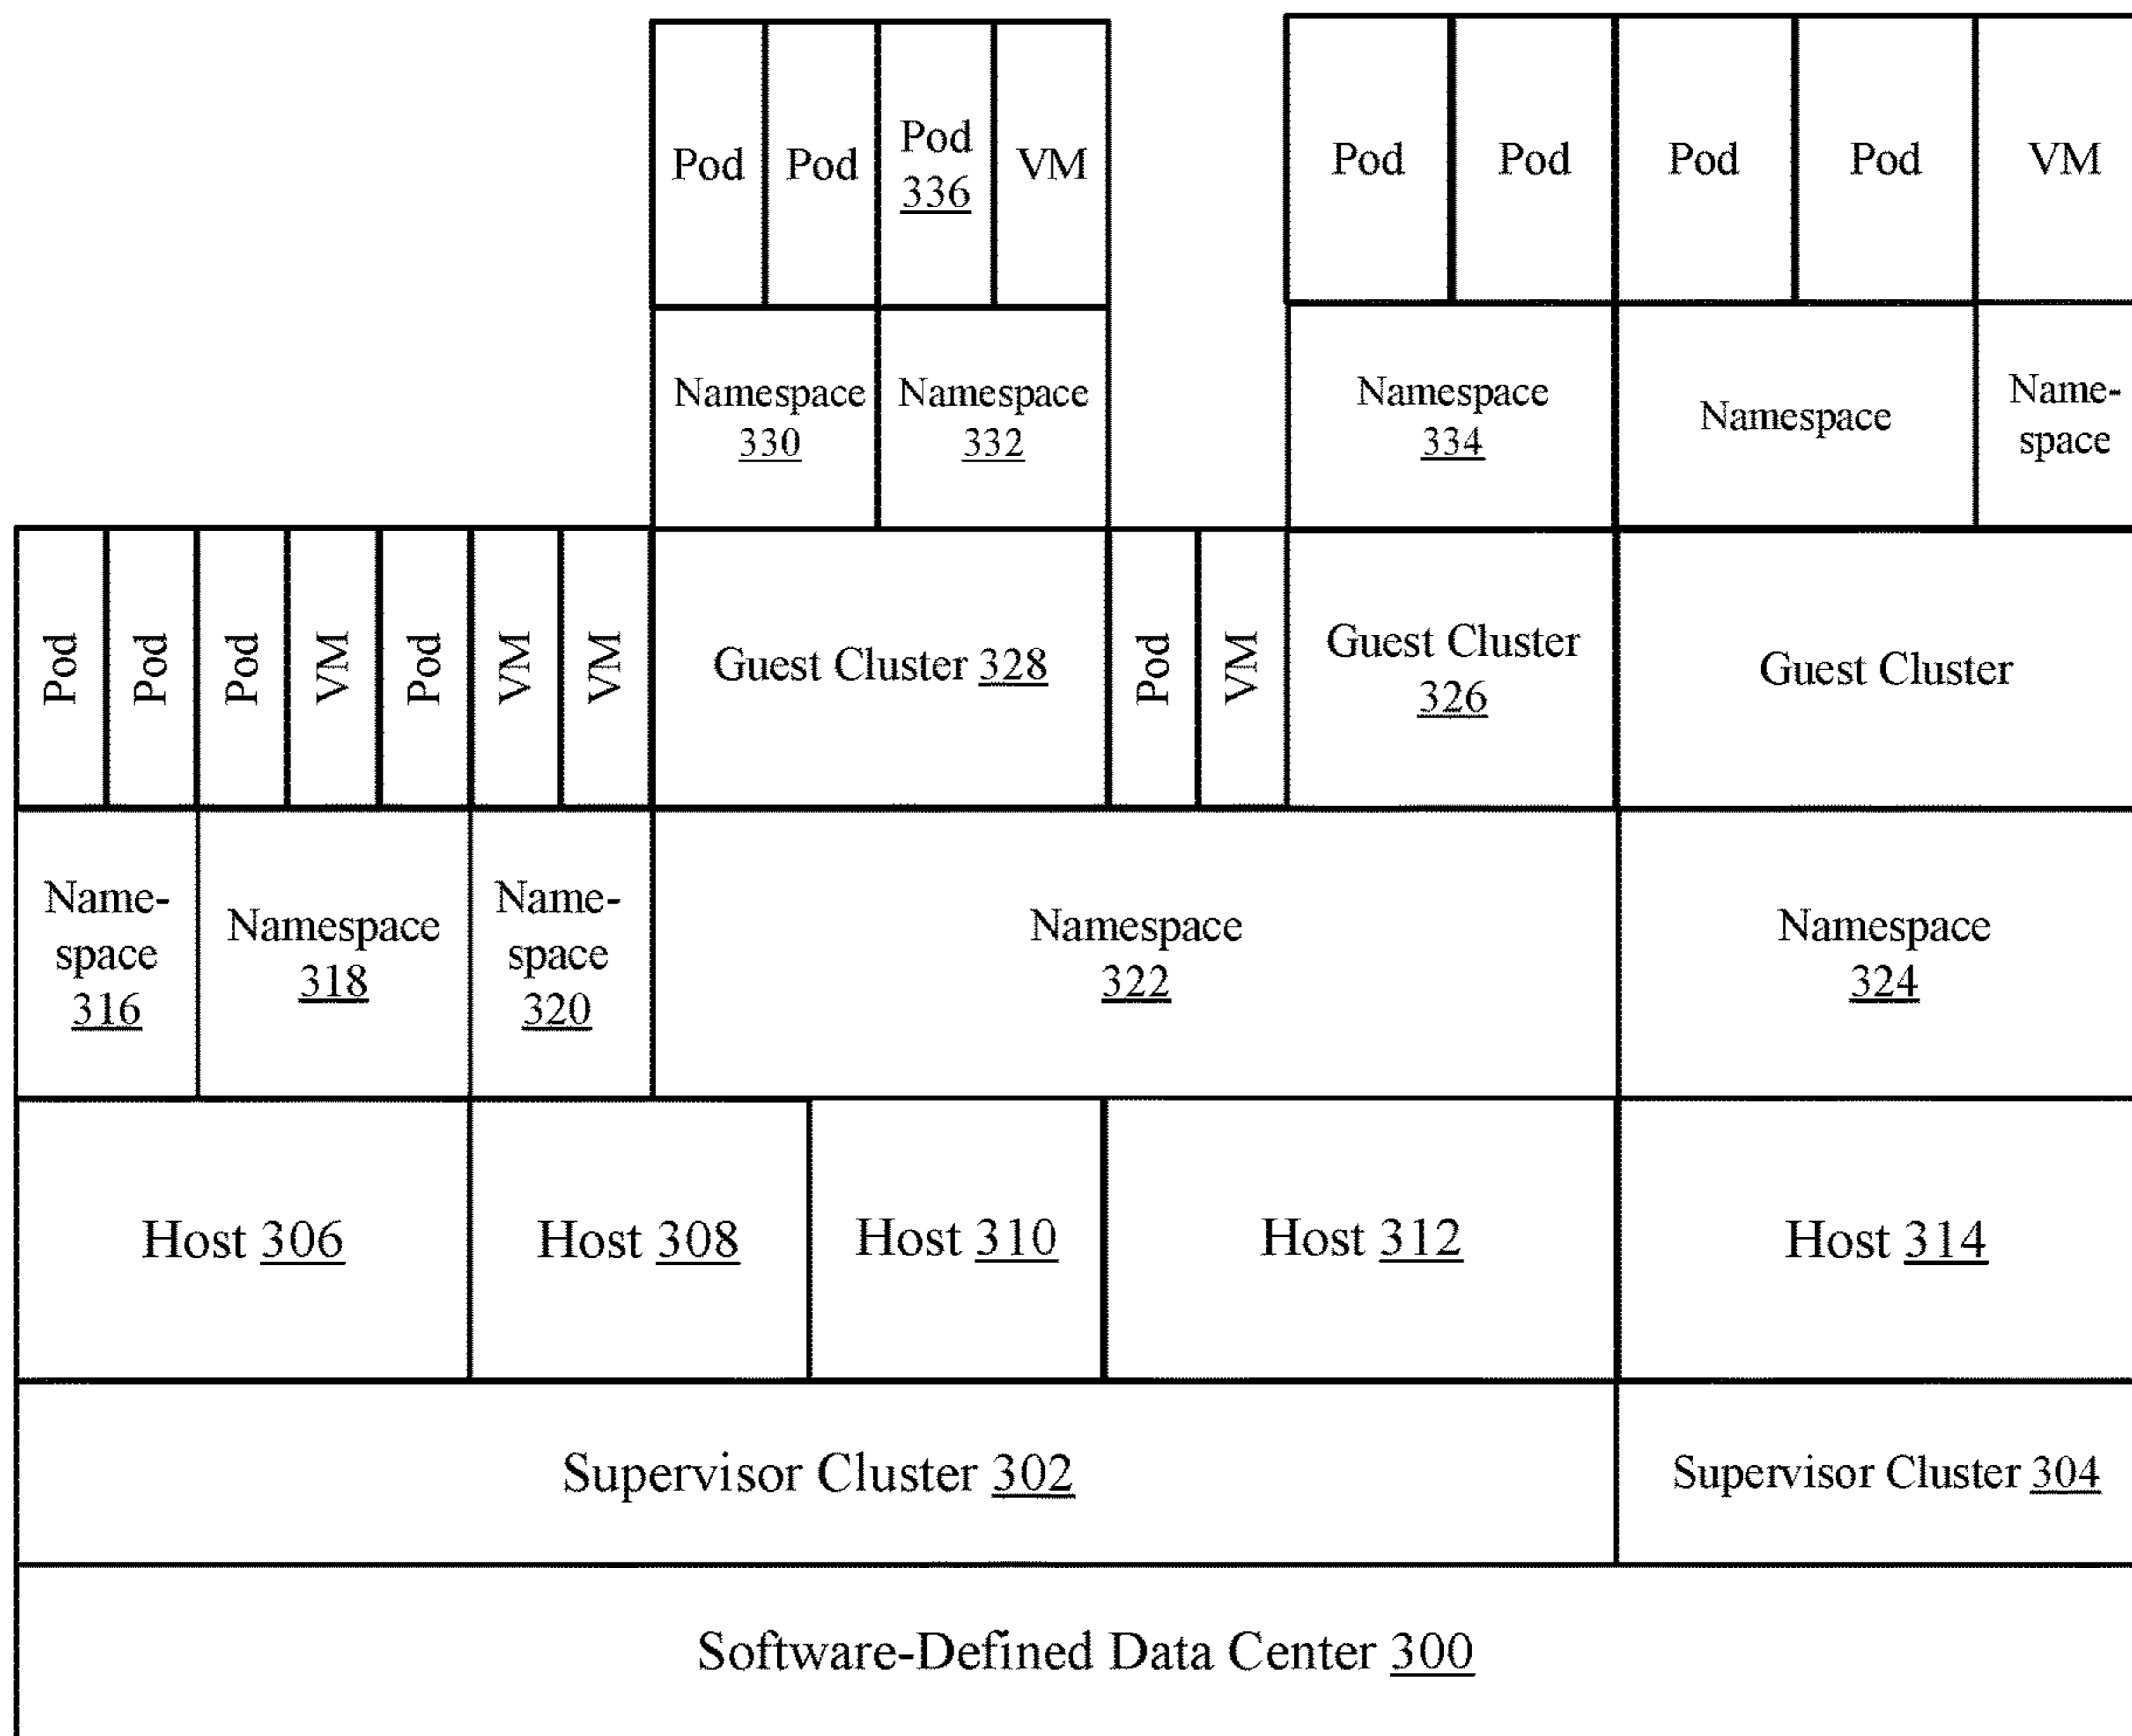 Pod
Pod
Pod
336
VM
Pod
Pod
Pod
Pod
VM
Namespace
330
Namespace
332
Namespace
334
Namespace
Name-
space
Pod
Pod
Pod
VM
Pod
VM
VM
Guest Cluster 328
Pod
VM
Guest Cluster
326
Guest Cluster
Name-
space
316
Namespace
318
Name-
space
320
Namespace
322
Namespace
324
Host 306
Host 308
Host 310
Host 312
Host 314
Supervisor Cluster 302
Supervisor Cluster 304
Software-Defined Data Center 300